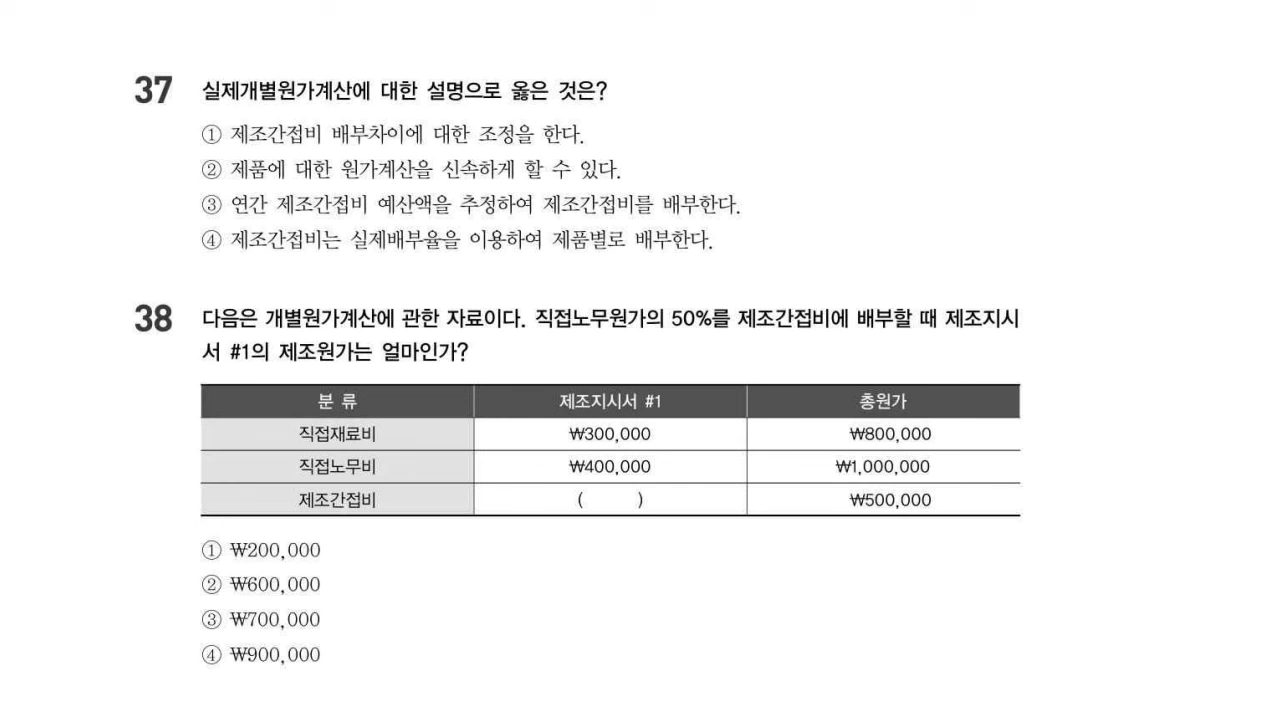 37 실제개별원가계산에 대한 설명으로 옳은 것은?
① 제조간접비 배부차이에 대한 조정을 한다.
② 제품에 대한 원가계산을 신속하게 할 수 있다.
③ 연간 제조간접비 예산액을 추정하여 제조간접비를 배부한다.
④ 제조간접비는 실제배부율을 이용하여 제품별로 배부한다.
38 다음은 개별원가계산에 관한 자료이다. 직접노무원가의 50%를 제조간접비에 배부할 때 제조지시
서 #1의 제조원가는 얼마인가?
분 류 제조지시서 #1 총원가
직접재료비 ₩300,000 ₩800,000
직접노무비 ₩400,000 ₩1,000,000
제조간접비 ( ) ₩500,000
① ₩200,000
② ₩600,000
③ ₩700,000
④ ₩900,000